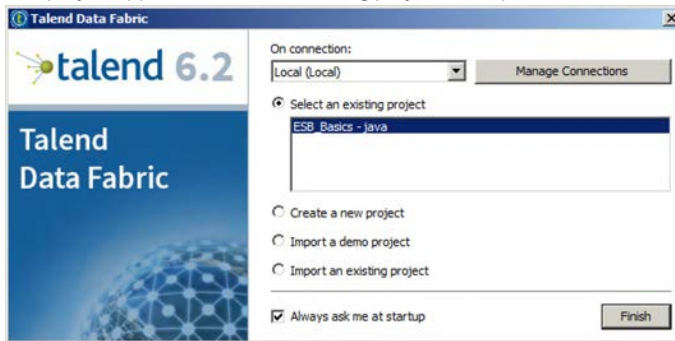 Talend Data Fabric
talend 6.2
Talend
Data Fabric
On connection:
Local (Local)
Manage Connections
Select an existing project
ESB_Basics - java
Create a new project
Import a demo project
Import an existing project
Always ask me at startup
Finish